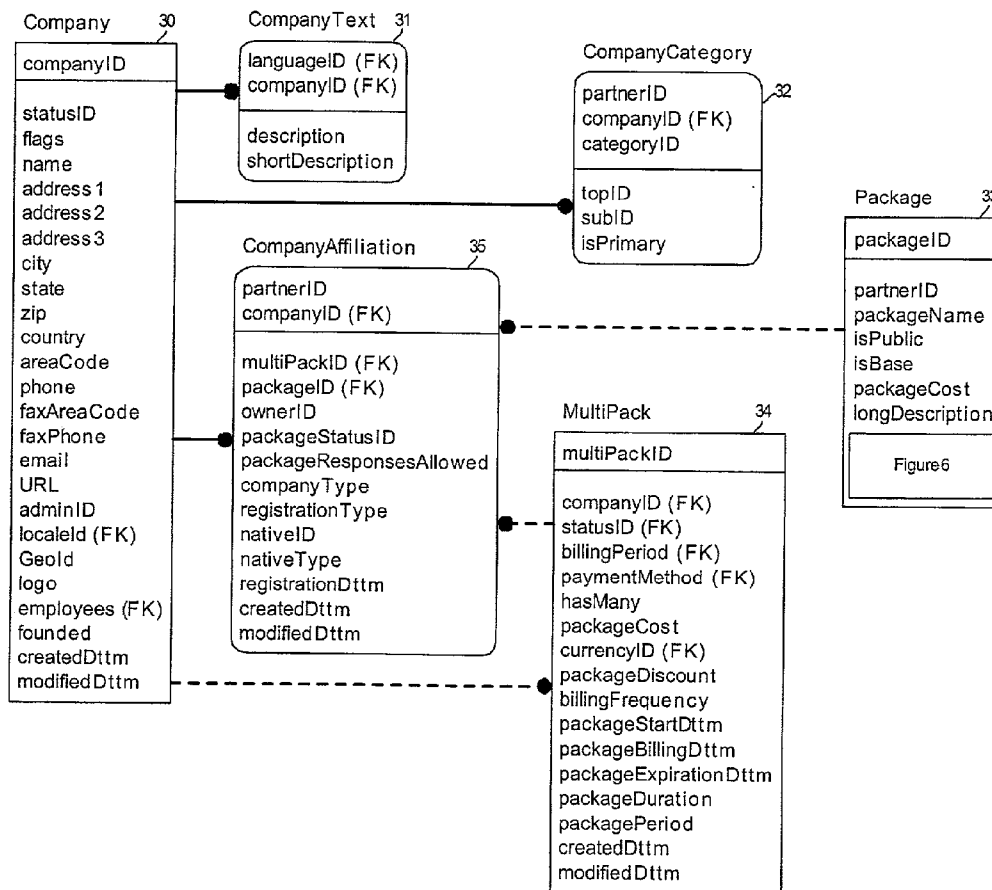 Company
30
companyID
statusID
flags
name
address1
address2
address3
city
state
zip
country
areaCode
phone
faxAreaCode
faxPhone
email
URL
adminID
localeId (FK)
GeoId
logo
employees (FK)
founded
createdDttm
modifiedDttm
CompanyText
31
languageID (FK)
companyID (FK)
description
shortDescription
CompanyCategory
32
partnerID
companyID (FK)
categoryID
topID
subID
isPrimary
CompanyAffiliation
35
partnerID
companyID (FK)
multiPackID (FK)
packageID (FK)
ownerID
packageStatusID
packageResponsesAllowed
companyType
registrationType
nativeID
nativeType
registrationDttm
createdDttm
modifiedDttm
Package
33
packageID
partnerID
packageName
isPublic
isBase
packageCost
longDescription
Figure6
MultiPack
34
multiPackID
companyID (FK)
statusID (FK)
billingPeriod (FK)
paymentMethod (FK)
hasMany
packageCost
currencyID (FK)
packageDiscount
billingFrequency
packageStartDttm
packageBillingDttm
packageExpirationDttm
packageDuration
packagePeriod
createdDttm
modifiedDttm